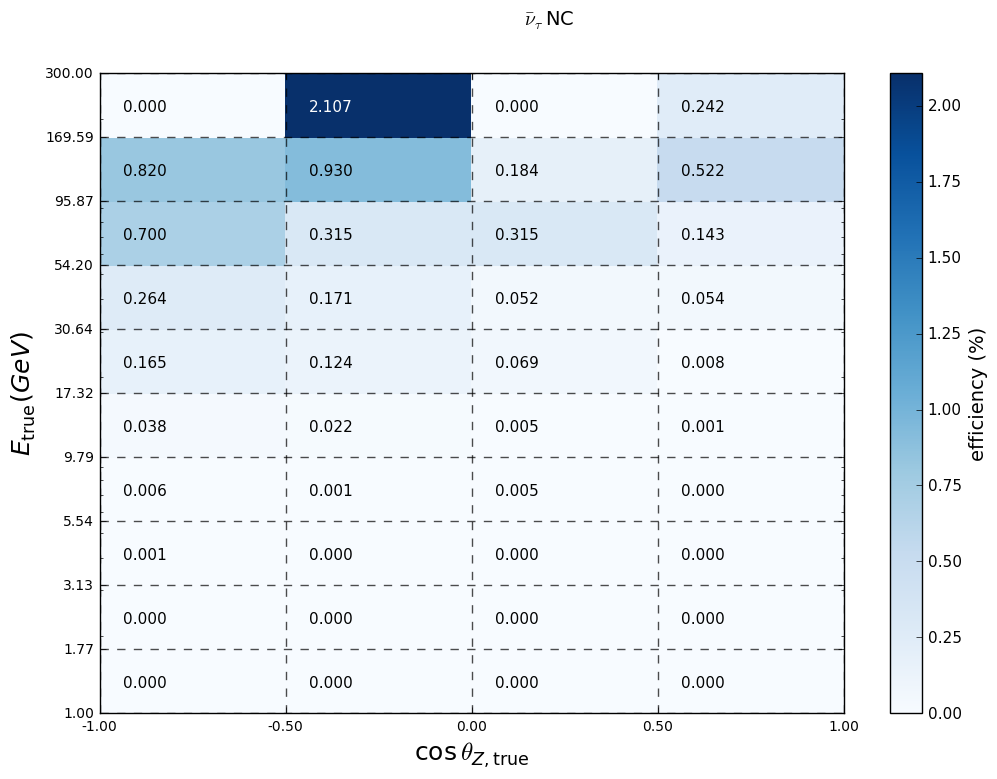 ν̄_τ NC
300.00
0.000 2.107 0.000 0.242
169.59
0.820 0.930 0.184 0.522
95.87
0.700 0.315 0.315 0.143
54.20
0.264 0.171 0.052 0.054
30.64
0.165 0.124 0.069 0.008
17.32
0.038 0.022 0.005 0.001
9.79
0.006 0.001 0.005 0.000
5.54
0.001 0.000 0.000 0.000
3.13
0.000 0.000 0.000 0.000
1.77
0.000 0.000 0.000 0.000
1.00
-1.00 -0.50 0.00 0.50 1.00
cos θ_Z,true
E_true (GeV)
2.00
1.75
1.50
1.25
1.00
0.75
0.50
0.25
0.00
efficiency (%)